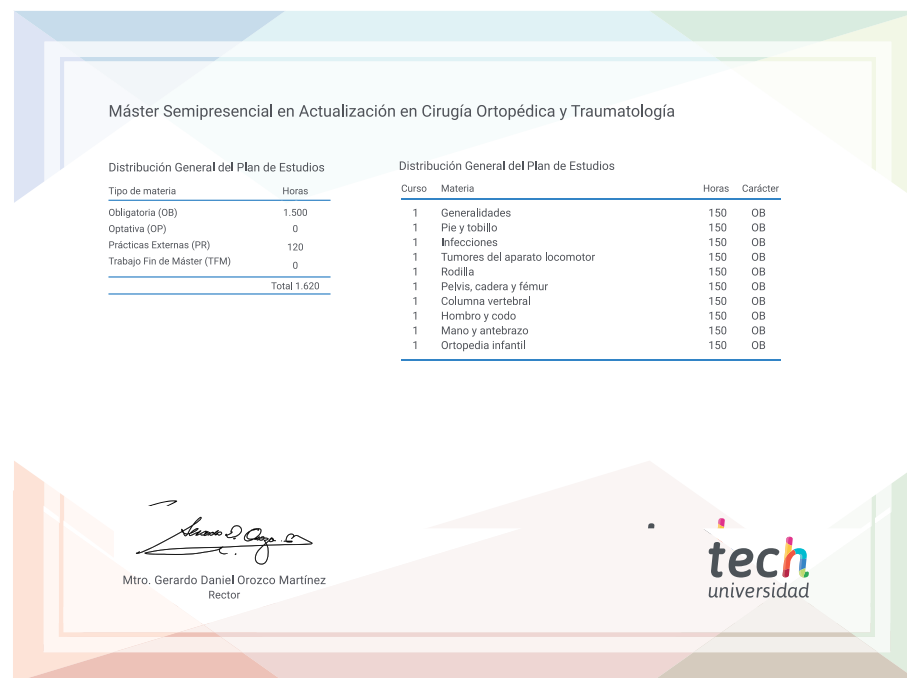 Máster Semipresencial en Actualización en Cirugía Ortopédica y Traumatología
Distribución General del Plan de Estudios
Tipo de materia Horas
Obligatoria (OB) 1.500
Optativa (OP) 0
Prácticas Externas (PR) 120
Trabajo Fin de Máster (TFM) 0
Total 1.620
Distribución General del Plan de Estudios
Curso Materia Horas Carácter
1 Generalidades 150 OB
1 Pie y tobillo 150 OB
1 Infecciones 150 OB
1 Tumores del aparato locomotor 150 OB
1 Rodilla 150 OB
1 Pelvis, cadera y fémur 150 OB
1 Columna vertebral 150 OB
1 Hombro y codo 150 OB
1 Mano y antebrazo 150 OB
1 Ortopedia infantil 150 OB
Mtro. Gerardo Daniel Orozco Martínez
Rector
tech
universidad